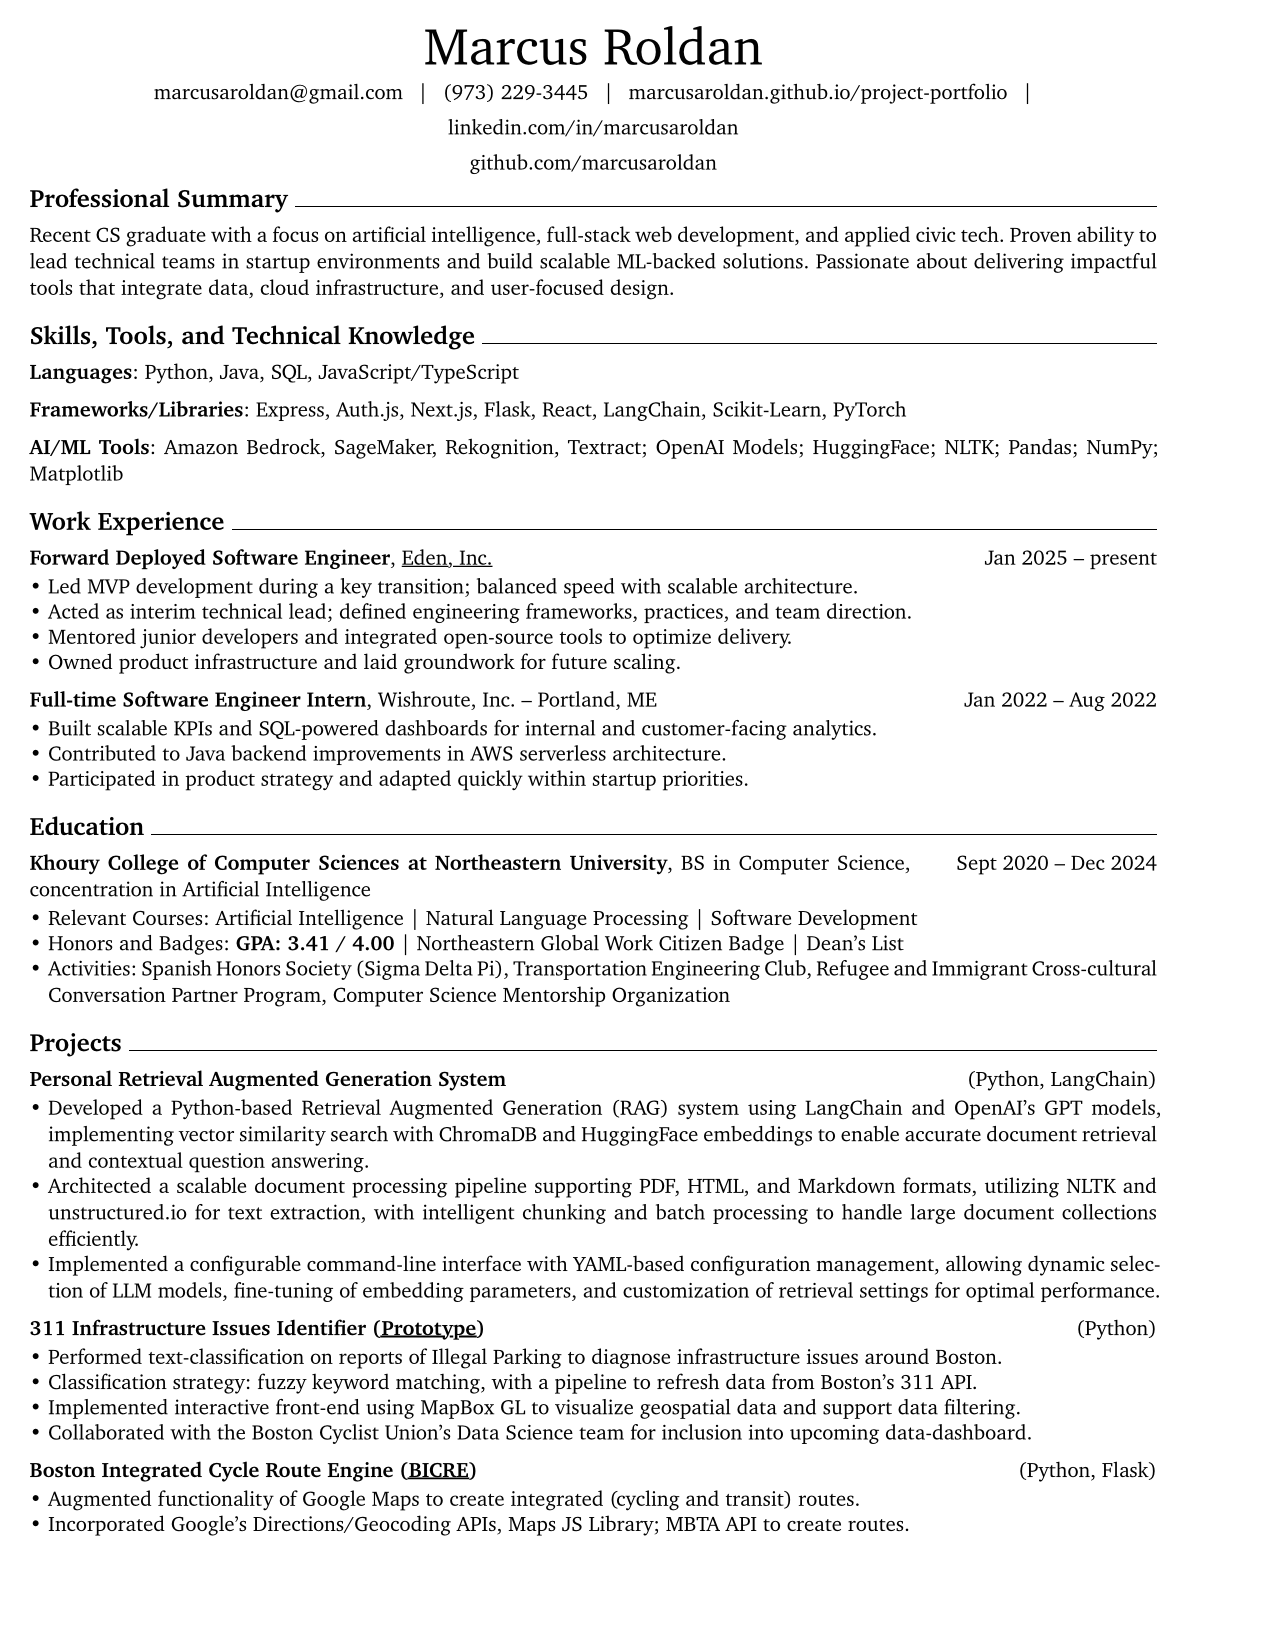 Marcus Roldan
marcusaroldan@gmail.com | (973) 229-3445 | marcusaroldan.github.io/project-portfolio |
linkedin.com/in/marcusaroldan
github.com/marcusaroldan
Professional Summary
Recent CS graduate with a focus on artificial intelligence, full-stack web development, and applied civic tech. Proven ability to
lead technical teams in startup environments and build scalable ML-backed solutions. Passionate about delivering impactful
tools that integrate data, cloud infrastructure, and user-focused design.
Skills, Tools, and Technical Knowledge
Languages: Python, Java, SQL, JavaScript/TypeScript
Frameworks/Libraries: Express, Auth.js, Next.js, Flask, React, LangChain, Scikit-Learn, PyTorch
AI/ML Tools: Amazon Bedrock, SageMaker, Rekognition, Textract; OpenAI Models; HuggingFace; NLTK; Pandas; NumPy;
Matplotlib
Work Experience
Forward Deployed Software Engineer, Eden, Inc. Jan 2025 – present
• Led MVP development during a key transition; balanced speed with scalable architecture.
• Acted as interim technical lead; defined engineering frameworks, practices, and team direction.
• Mentored junior developers and integrated open-source tools to optimize delivery.
• Owned product infrastructure and laid groundwork for future scaling.
Full-time Software Engineer Intern, Wishroute, Inc. – Portland, ME Jan 2022 – Aug 2022
• Built scalable KPIs and SQL-powered dashboards for internal and customer-facing analytics.
• Contributed to Java backend improvements in AWS serverless architecture.
• Participated in product strategy and adapted quickly within startup priorities.
Education
Khoury College of Computer Sciences at Northeastern University, BS in Computer Science, Sept 2020 – Dec 2024
concentration in Artificial Intelligence
• Relevant Courses: Artificial Intelligence | Natural Language Processing | Software Development
• Honors and Badges: GPA: 3.41 / 4.00 | Northeastern Global Work Citizen Badge | Dean's List
• Activities: Spanish Honors Society (Sigma Delta Pi), Transportation Engineering Club, Refugee and Immigrant Cross-cultural
Conversation Partner Program, Computer Science Mentorship Organization
Projects
Personal Retrieval Augmented Generation System (Python, LangChain)
• Developed a Python-based Retrieval Augmented Generation (RAG) system using LangChain and OpenAI's GPT models,
implementing vector similarity search with ChromaDB and HuggingFace embeddings to enable accurate document retrieval
and contextual question answering.
• Architected a scalable document processing pipeline supporting PDF, HTML, and Markdown formats, utilizing NLTK and
unstructured.io for text extraction, with intelligent chunking and batch processing to handle large document collections
efficiently.
• Implemented a configurable command-line interface with YAML-based configuration management, allowing dynamic selec-
tion of LLM models, fine-tuning of embedding parameters, and customization of retrieval settings for optimal performance.
311 Infrastructure Issues Identifier (Prototype) (Python)
• Performed text-classification on reports of Illegal Parking to diagnose infrastructure issues around Boston.
• Classification strategy: fuzzy keyword matching, with a pipeline to refresh data from Boston's 311 API.
• Implemented interactive front-end using MapBox GL to visualize geospatial data and support data filtering.
• Collaborated with the Boston Cyclist Union's Data Science team for inclusion into upcoming data-dashboard.
Boston Integrated Cycle Route Engine (BICRE) (Python, Flask)
• Augmented functionality of Google Maps to create integrated (cycling and transit) routes.
• Incorporated Google's Directions/Geocoding APIs, Maps JS Library; MBTA API to create routes.